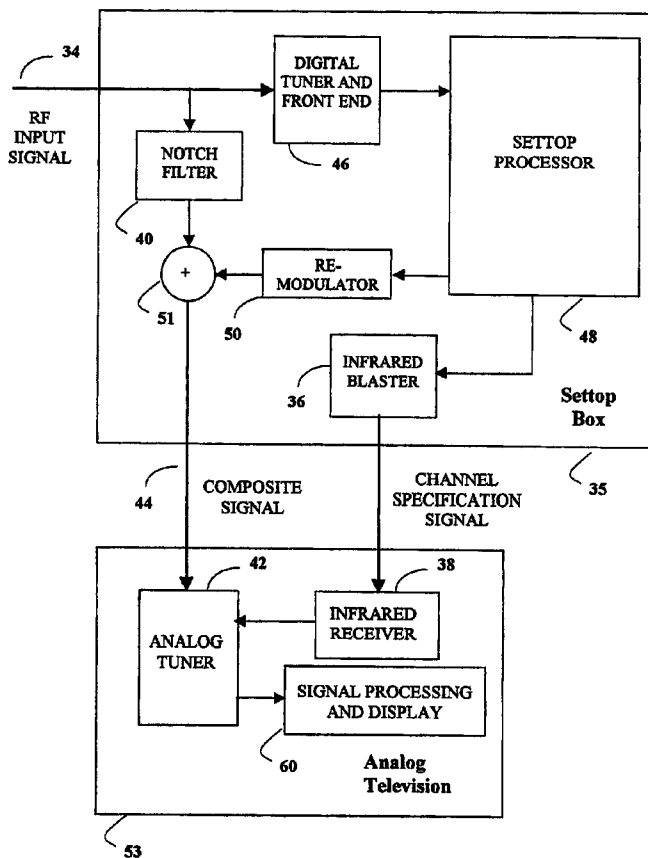 34
RF
INPUT
SIGNAL
DIGITAL
TUNER AND
FRONT END
46
SETTOP
PROCESSOR
48
NOTCH
FILTER
40
+
51
RE-
MODULATOR
50
INFRARED
BLASTER
36
Settop
Box
35
44
COMPOSITE
SIGNAL
CHANNEL
SPECIFICATION
SIGNAL
42
ANALOG
TUNER
38
INFRARED
RECEIVER
SIGNAL PROCESSING
AND DISPLAY
60
Analog
Television
53